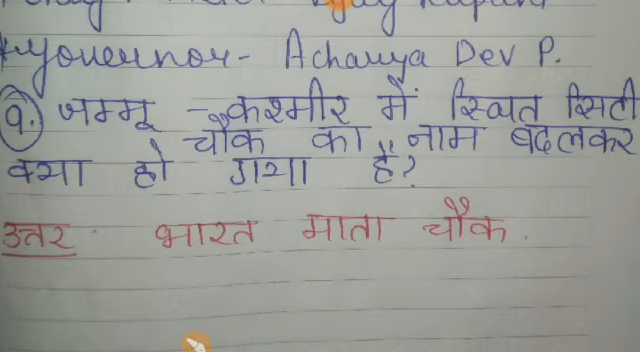 Governor - Acharya Dev P.
9. जम्मू - कश्मीर में स्थित सिटी
चौक का नाम बदलकर
क्या हो गया है?
उत्तर भारत माता चौक.